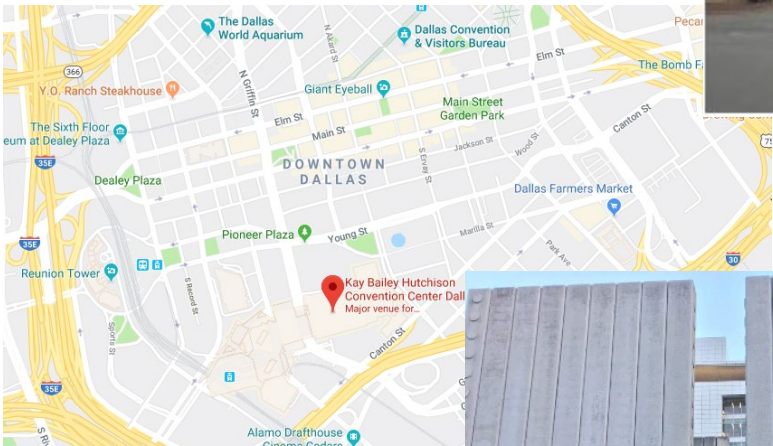 The Dallas
World Aquarium
N Akard St
Dallas Convention
& Visitors Bureau
Elm St
366
Y.O. Ranch Steakhouse
N Griffin St
Giant Eyeball
The Bomb
Main Street
Garden Park
Canton St
The Sixth Floor
eum at Dealey Plaza
Elm St
Main St
Jackson St
Wood St
35E
DOWNTOWN
DALLAS
S Ervay St
Dealey Plaza
Dallas Farmers
Market
Pioneer Plaza
Young St
Marilla St
35E
Park Ave
30
Reunion Tower
S Record St
Kay Bailey Hutchison
Convention Center Dall
Major venue for...
Sports St
Canton St
35E
Alamo Drafthouse